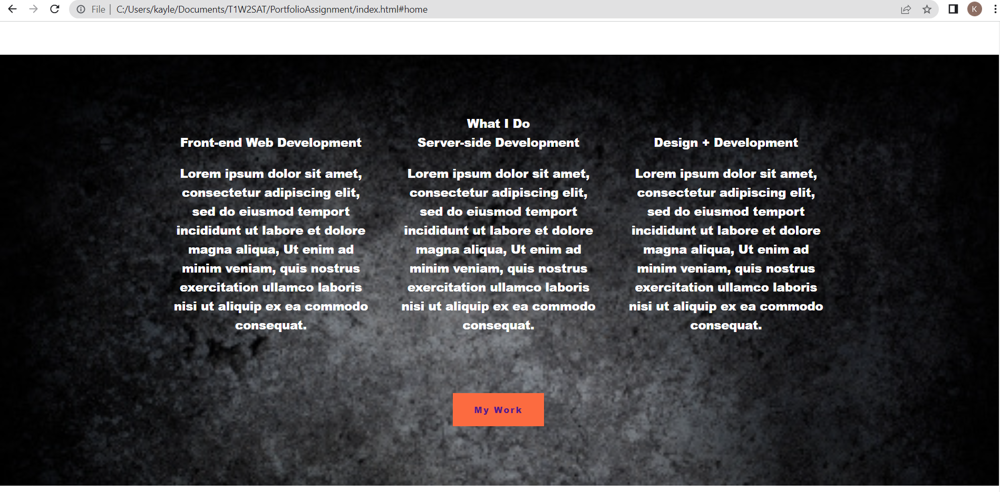 File | C:/Users/kayle/Documents/T1W2SAT/PortfolioAssignment/index.html#home
K
What I Do
Front-end Web Development
Lorem ipsum dolor sit amet,
consectetur adipiscing elit,
sed do eiusmod temport
incididunt ut labore et dolore
magna aliqua, Ut enim ad
minim veniam, quis nostrus
exercitation ullamco laboris
nisi ut aliquip ex ea commodo
consequat.
Server-side Development
Lorem ipsum dolor sit amet,
consectetur adipiscing elit,
sed do eiusmod temport
incididunt ut labore et dolore
magna aliqua, Ut enim ad
minim veniam, quis nostrus
exercitation ullamco laboris
nisi ut aliquip ex ea commodo
consequat.
Design + Development
Lorem ipsum dolor sit amet,
consectetur adipiscing elit,
sed do eiusmod temport
incididunt ut labore et dolore
magna aliqua, Ut enim ad
minim veniam, quis nostrus
exercitation ullamco laboris
nisi ut aliquip ex ea commodo
consequat.
My Work